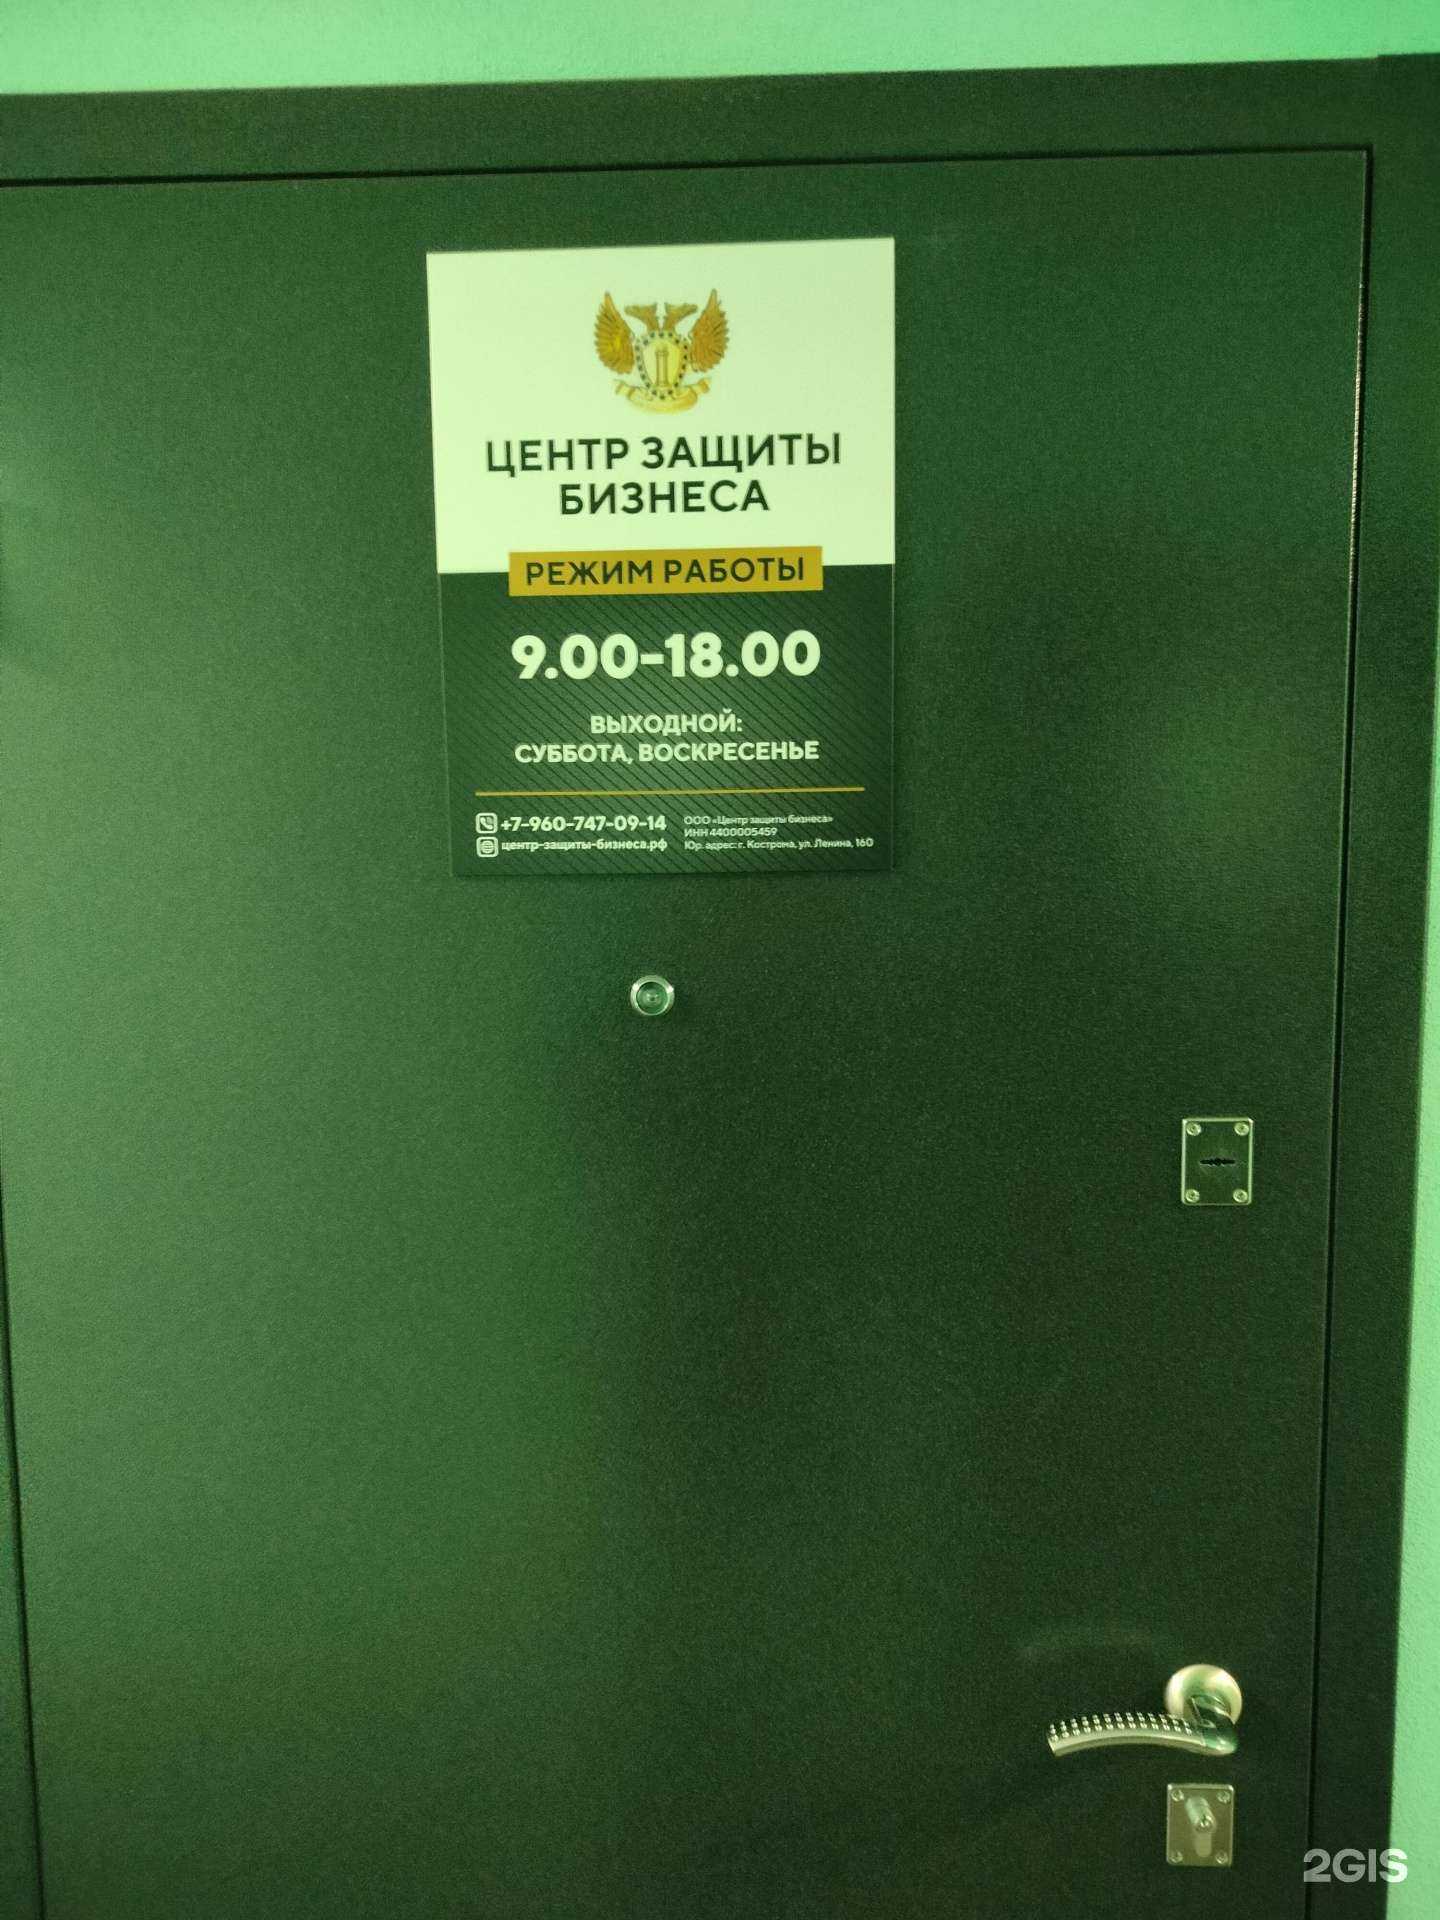 ЦЕНТР ЗАЩИТЫ
БИЗНЕСА
РЕЖИМ РАБОТЫ
9.00-18.00
ВЫХОДНОЙ:
СУББОТА, ВОСКРЕСЕНЬЕ
+7-960-747-09-14
центр-защиты-бизнеса.рф
ООО «Центр защиты бизнеса»
ИНН 4400005459
Юр. адрес: г. Кострома, ул. Ленина, 160
2GIS